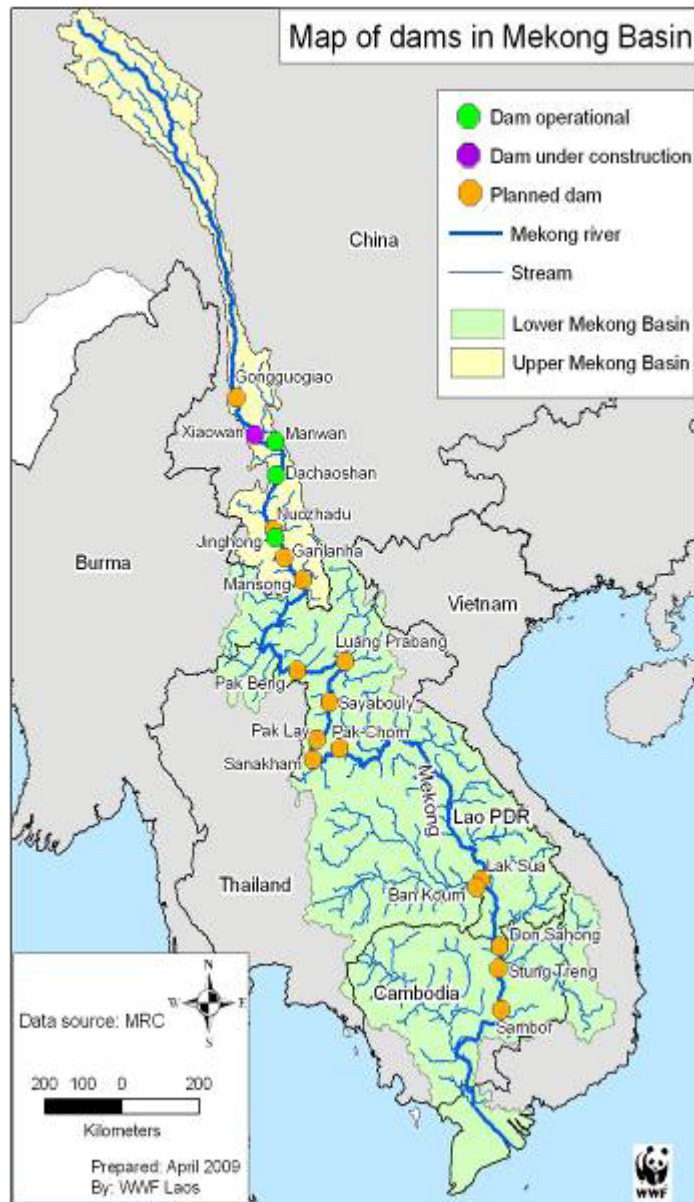 Map of dams in Mekong Basin
Dam operational
Dam under construction
Planned dam
Mekong river
Stream
Lower Mekong Basin
Upper Mekong Basin
China
Gongguogiao
Xiaowan
Manwan
Dachaoshan
Nuozhadu
Jinghong
Ganlanha
Mansong
Burma
Vietnam
Luang Prabang
Pak Beng
Sayabouly
Pak Lay
Pak Chom
Sanakham
Mekong
Lao PDR
Lak Sua
Thailand
Ban Koum
Don Sahong
Stung Treng
Cambodia
Sambor
N
W E
S
Data source: MRC
200 100 0 200
Kilometers
Prepared: April 2009
By: WWF Laos
WWF